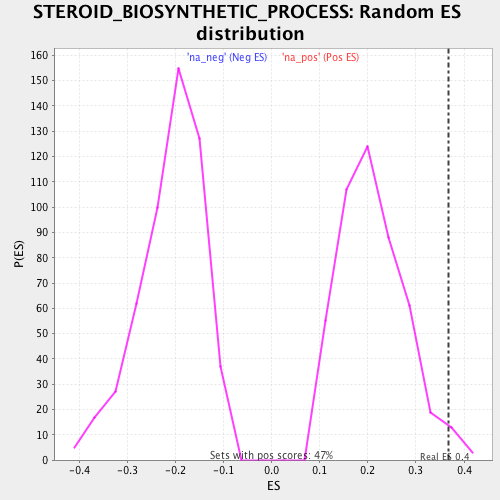 STEROID_BIOSYNTHETIC_PROCESS: Random ES
distribution
'na_neg' (Neg ES) 'na_pos' (Pos ES)
160
150
140
130
120
110
100
90
80
70
60
50
40
30
20
10
0
P(ES)
Sets with pos scores: 47%
Real ES 0.4
-0.4 -0.3 -0.2 -0.1 0.0 0.1 0.2 0.3 0.4
ES